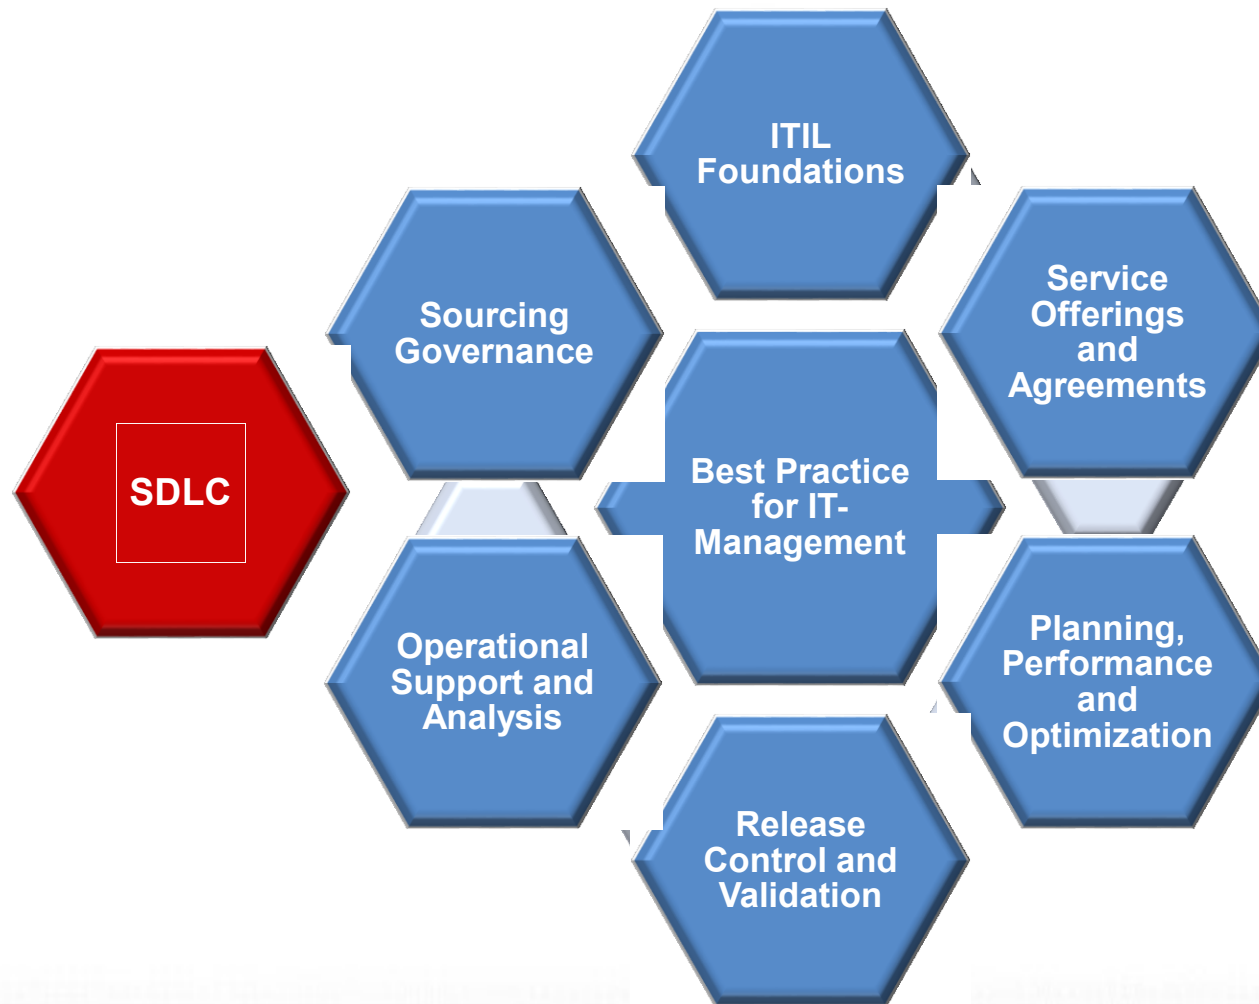 ITIL
Foundations
Service
Offerings
and
Agreements
Sourcing
Governance
SDLC
Best Practice
for IT-
Management
Operational
Support and
Analysis
Planning,
Performance
and
Optimization
Release
Control and
Validation